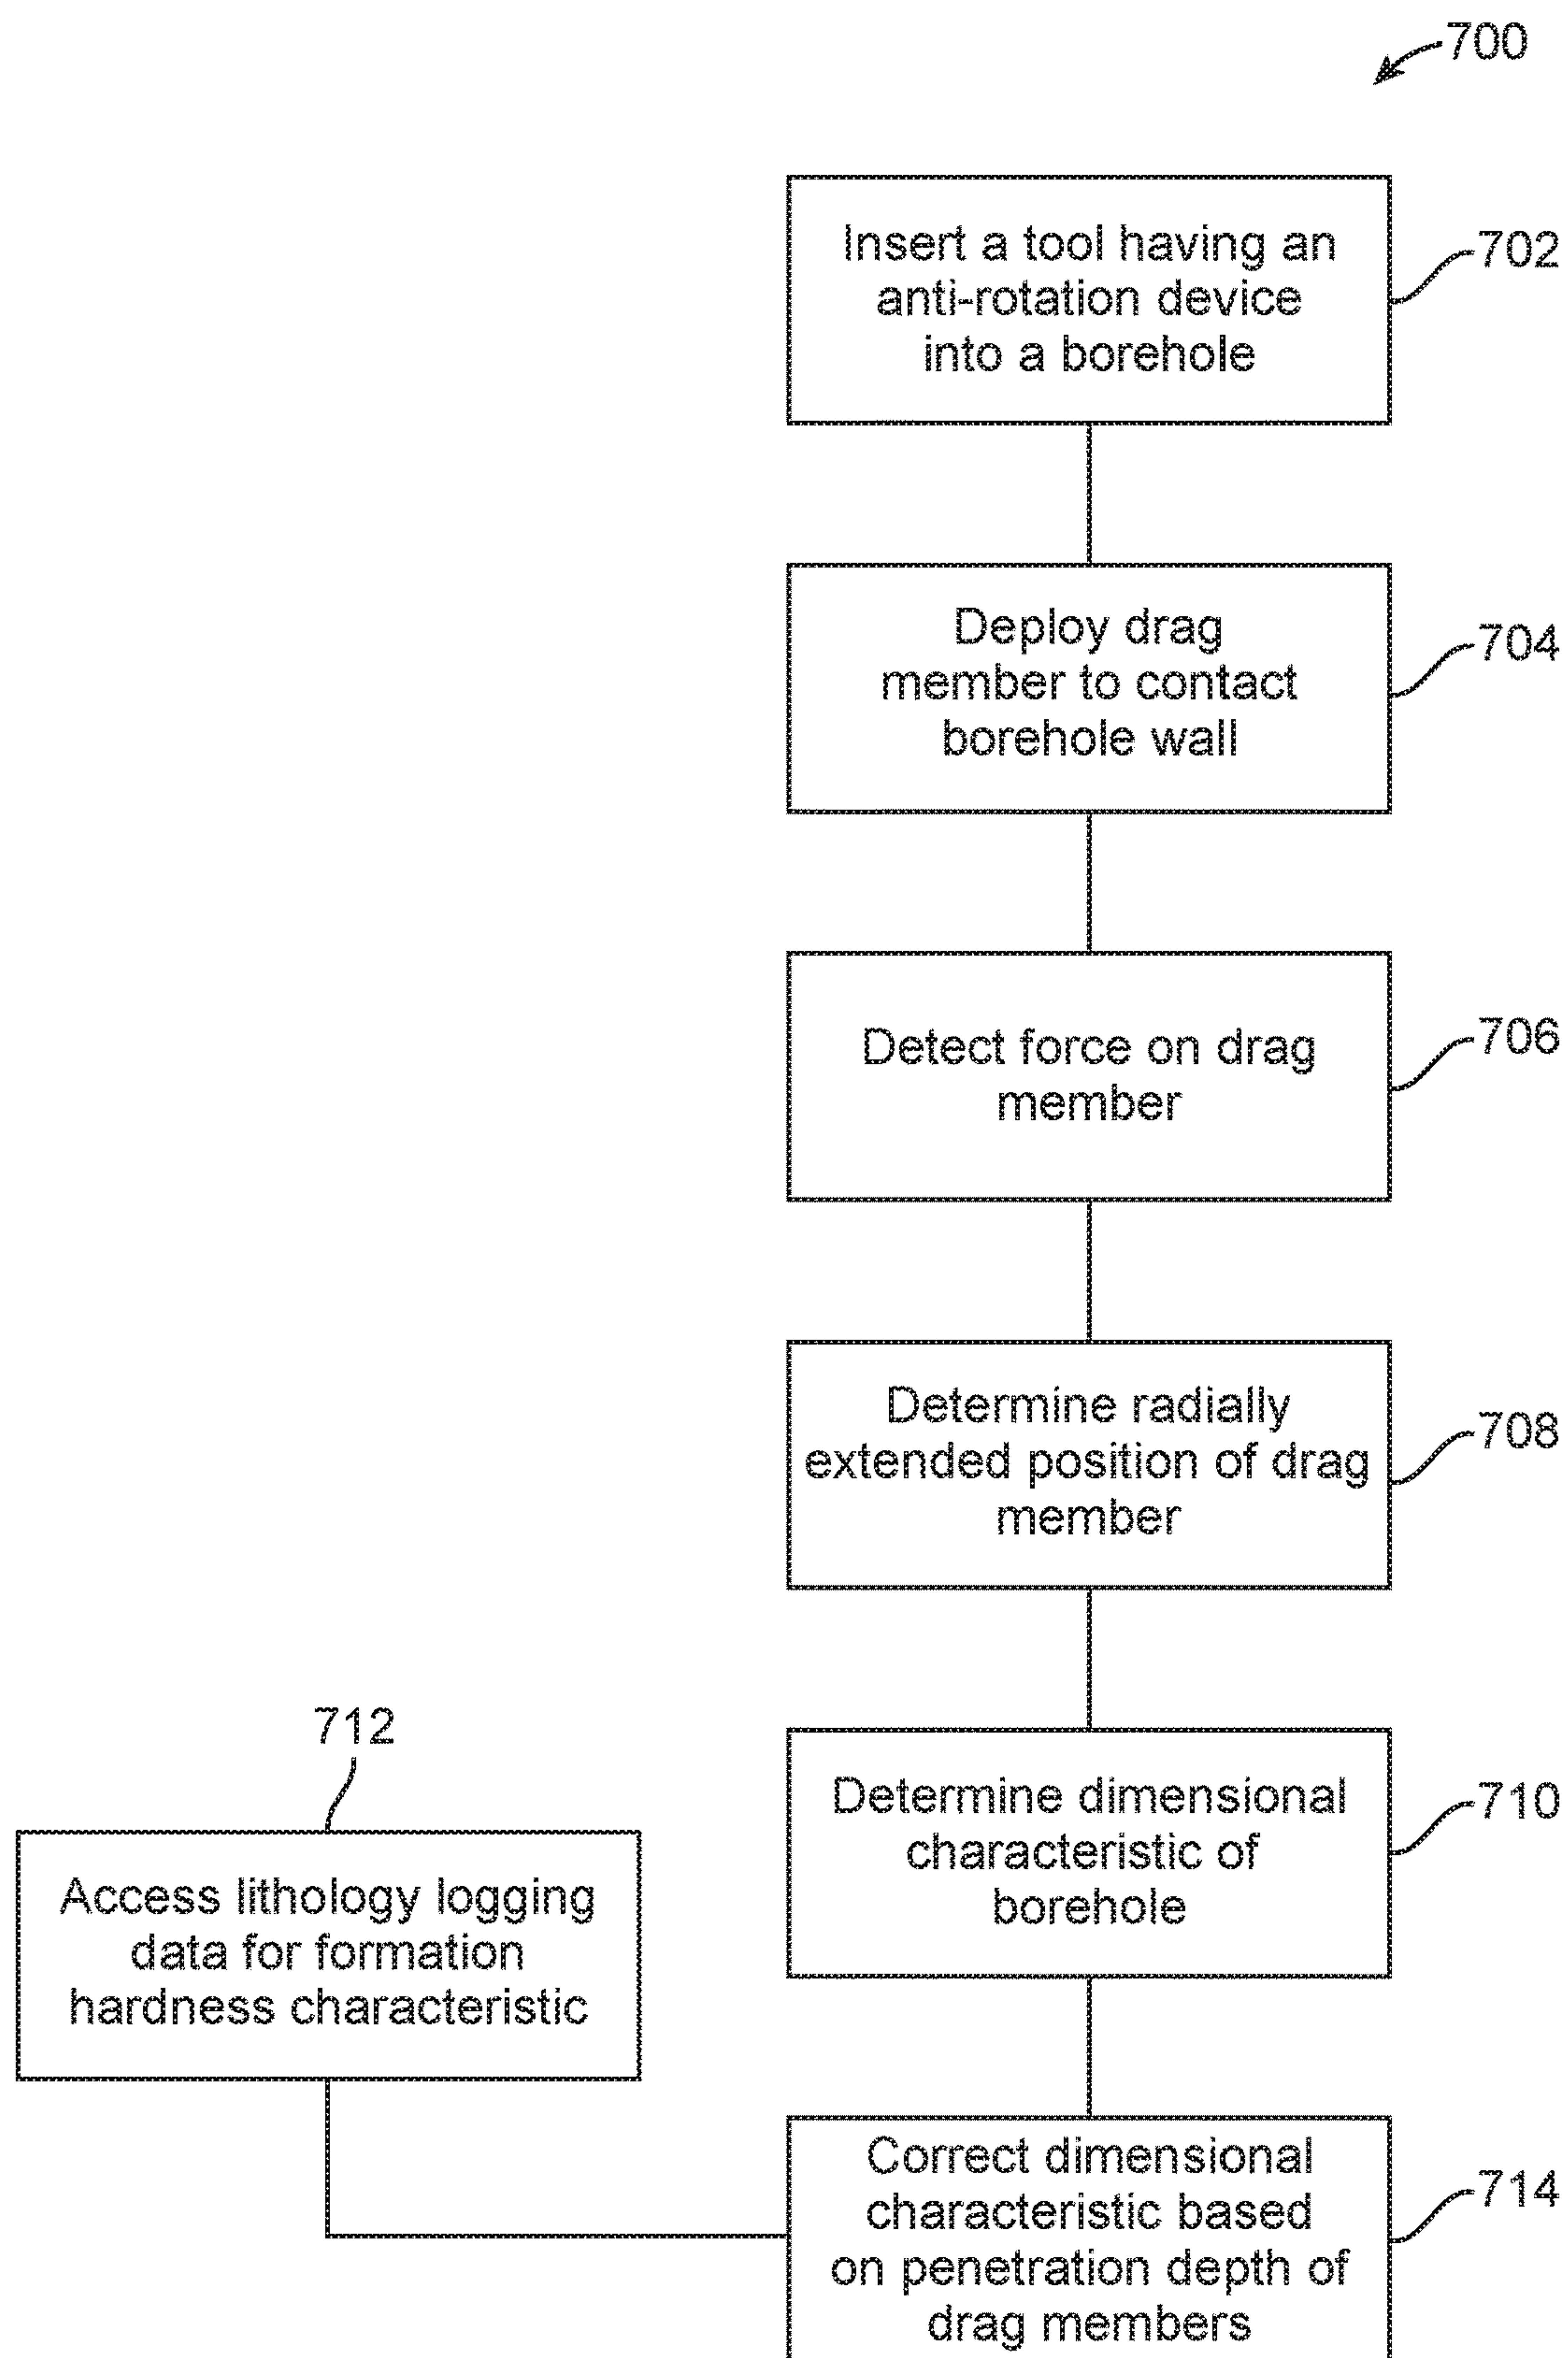 700
Insert a tool having an
anti-rotation device
into a borehole
702
Deploy drag
member to contact
borehole wall
704
Detect force on drag
member
706
Determine radially
extended position of drag
member
708
Determine dimensional
characteristic of
borehole
710
712
Access lithology logging
data for formation
hardness characteristic
Correct dimensional
characteristic based
on penetration depth of
drag members
714